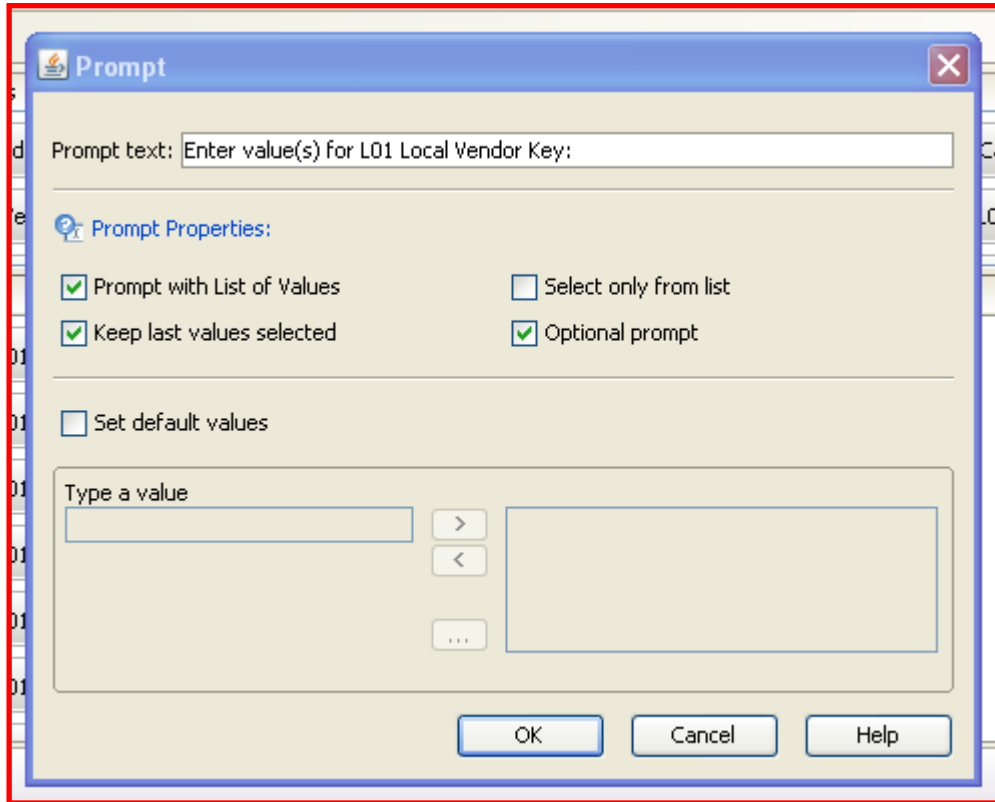 Prompt
Prompt text: Enter value(s) for L01 Local Vendor Key:
Prompt Properties:
Prompt with List of Values
Select only from list
Keep last values selected
Optional prompt
Set default values
Type a value
>
<
...
OK
Cancel
Help